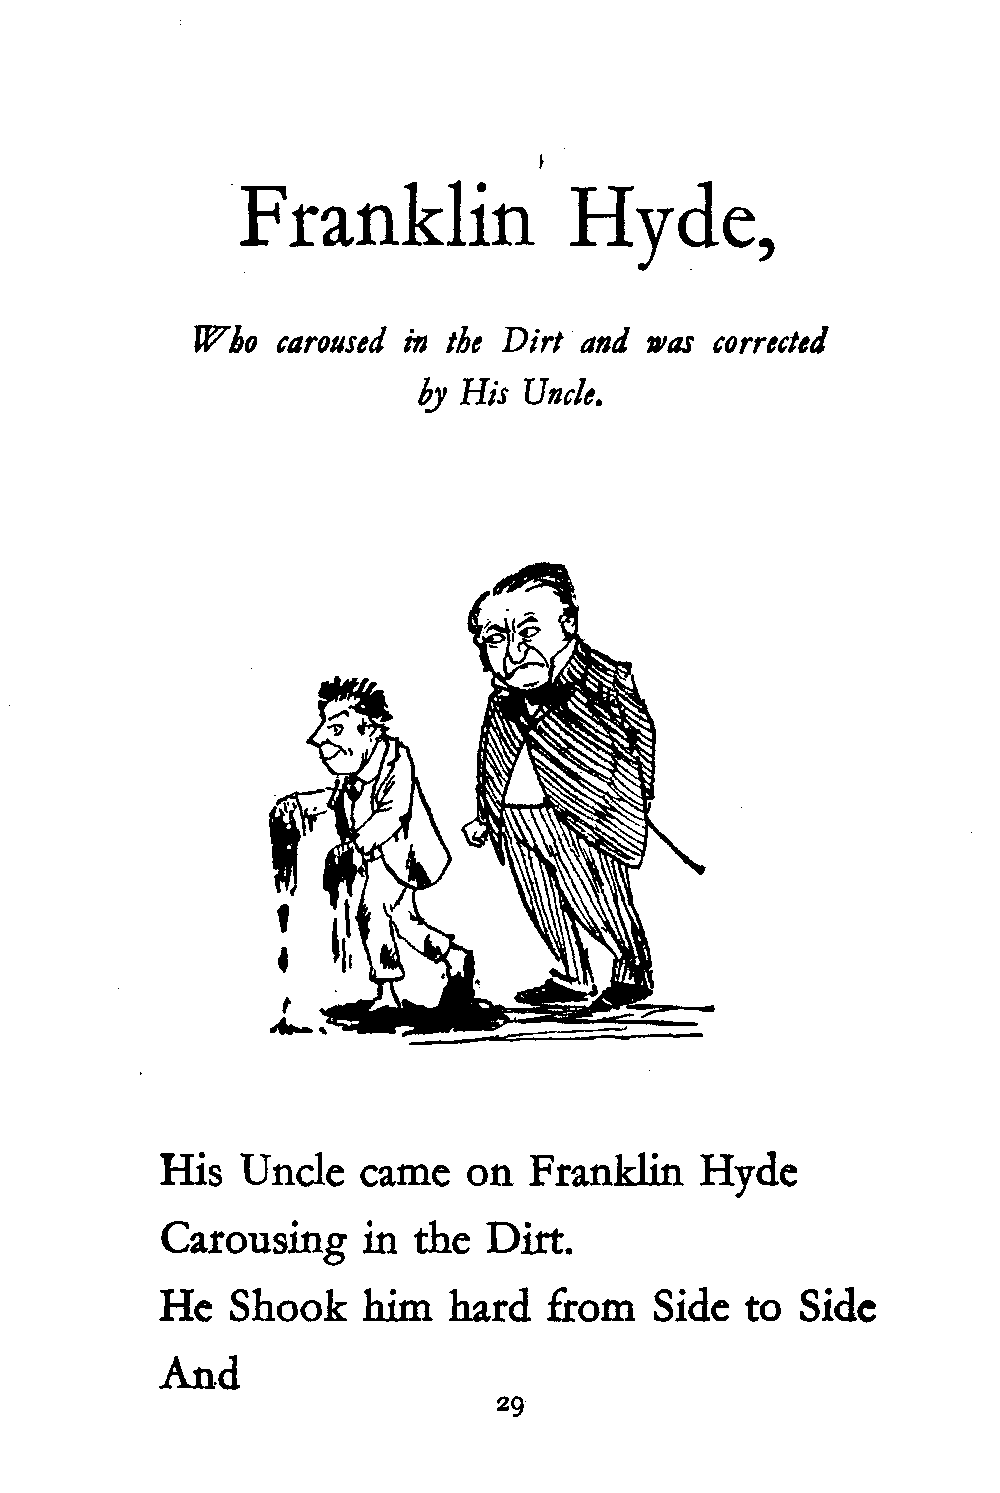 Franklin Hyde,
Who caroused in the Dirt and was corrected
by His Uncle.
His Uncle came on Franklin Hyde
Carousing in the Dirt.
He Shook him hard from Side to Side
And
29